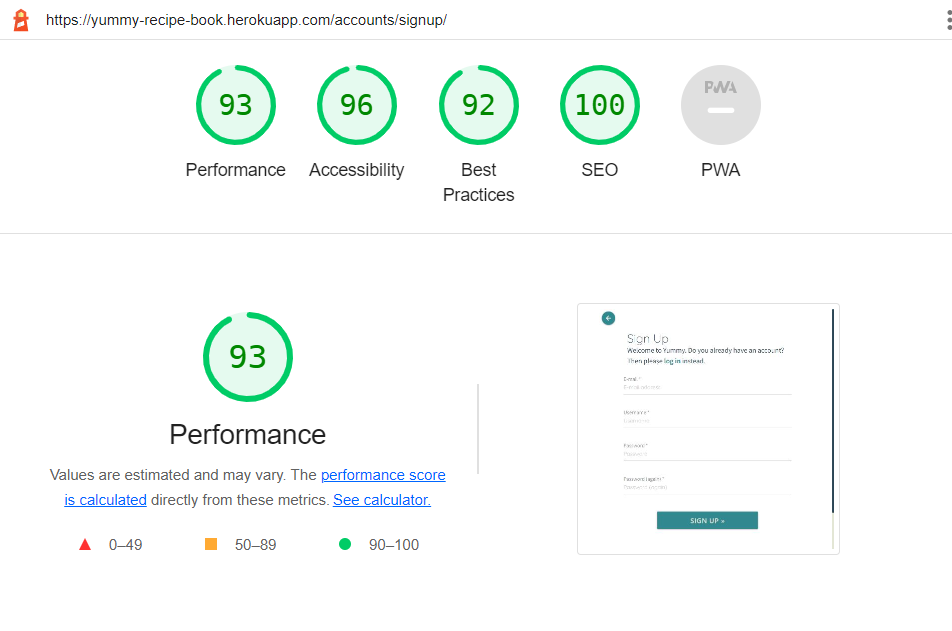 https://yummy-recipe-book.herokuapp.com/accounts/signup/
93 96 92 100 PWA
Performance Accessibility Best SEO PWA
Practices
93
Performance
Values are estimated and may vary. The performance score
is calculated directly from these metrics. See calculator.
0–49 50–89 90–100
Sign Up
Welcome to Yummy. Do you already have an account?
Then please log in instead.
E-mail *
E-mail address
Username *
Username
Password *
Password
Password (again) *
SIGN UP »